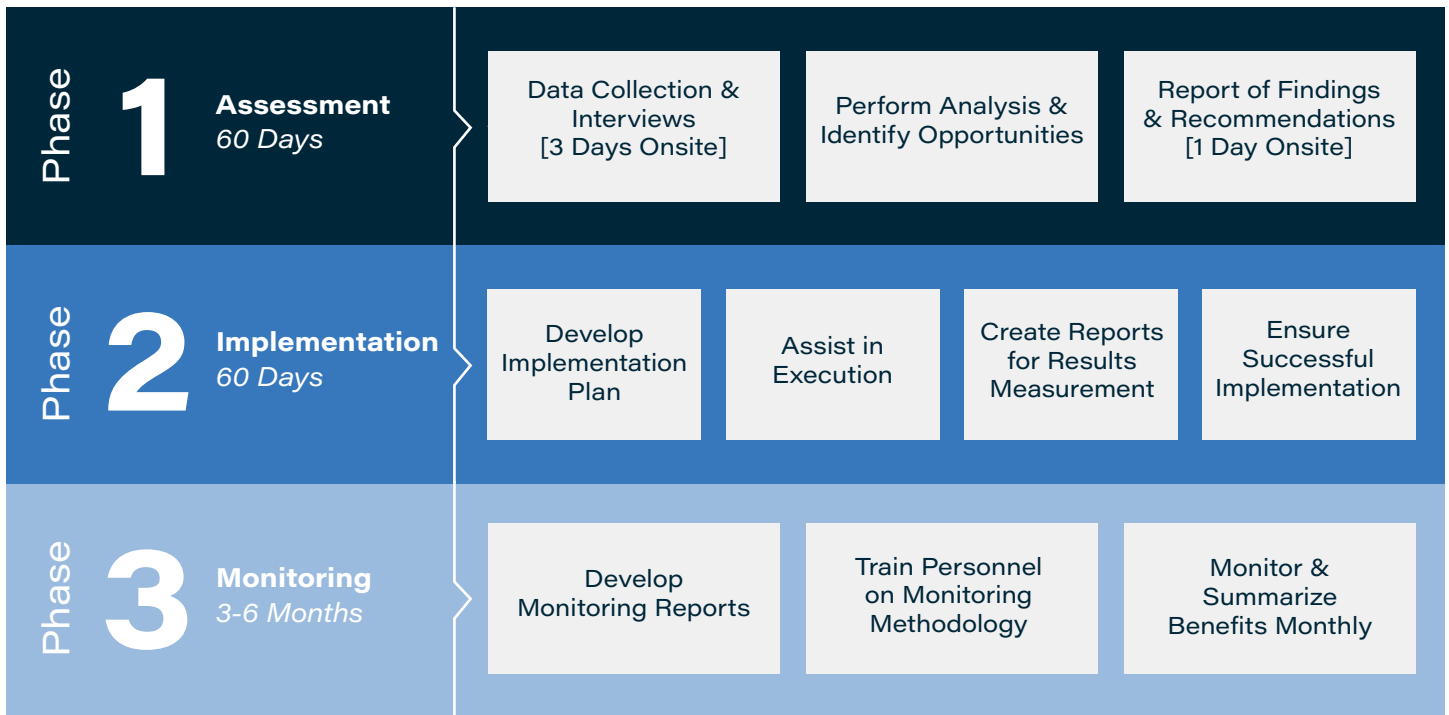 Phase
1
Assessment
60 Days
Data Collection &
Interviews
[3 Days Onsite]
Perform Analysis &
Identify Opportunities
Report of Findings
& Recommendations
[1 Day Onsite]
Phase
2
Implementation
60 Days
Develop
Implementation
Plan
Assist in
Execution
Create Reports
for Results
Measurement
Ensure
Successful
Implementation
Phase
3
Monitoring
3-6 Months
Develop
Monitoring Reports
Train Personnel
on Monitoring
Methodology
Monitor &
Summarize
Benefits Monthly